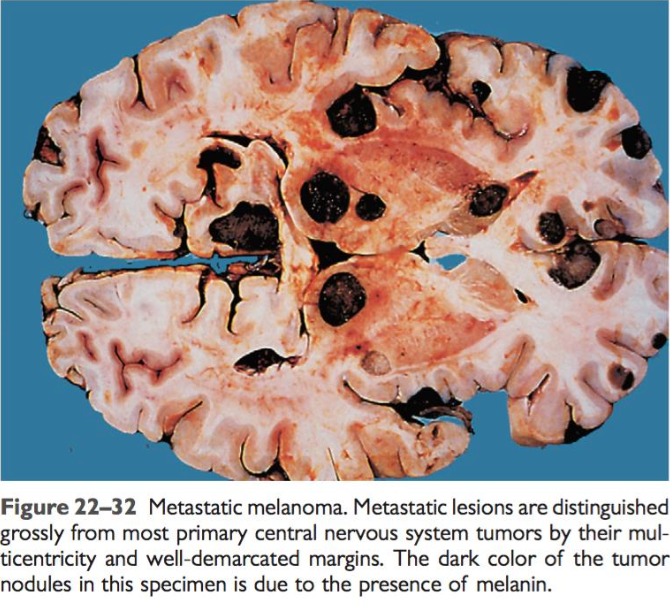 Figure 22–32 Metastatic melanoma. Metastatic lesions are distinguished
grossly from most primary central nervous system tumors by their mul-
ticentricity and well-demarcated margins. The dark color of the tumor
nodules in this specimen is due to the presence of melanin.